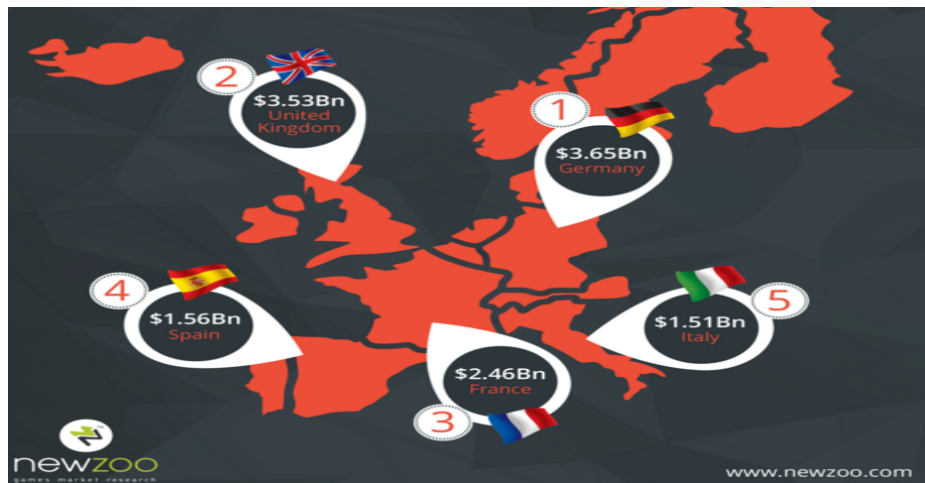 2
$3.53Bn
United
Kingdom
1
$3.65Bn
Germany
4
$1.56Bn
Spain
5
$1.51Bn
Italy
$2.46Bn
France
3
newzoo
games market research
www.newzoo.com